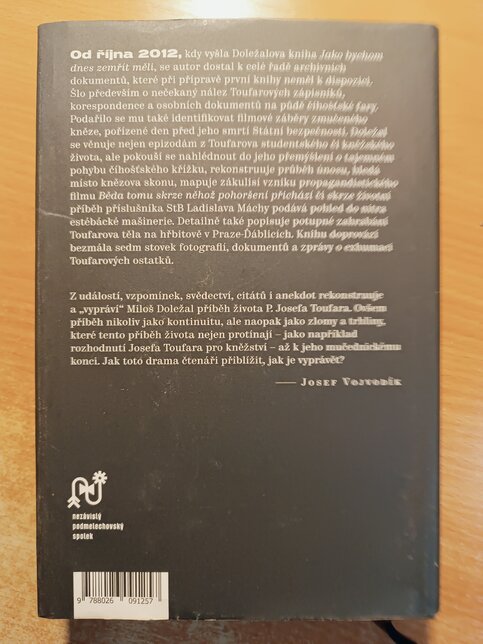 Od října 2012, kdy vyšla Doležalova kniha Jako bychom
dnes zemřít měli, se autor dostal k celé řadě archivních
dokumentů, které při přípravě první knihy neměl k dispozici.
Šlo především o nečekaný nález Toufarových zápisníků,
korespondence a osobních dokumentů na půdě číhošťské fary.
Podařilo se mu také identifikovat filmové záběry zmučeného
kněze, pořízené den před jeho smrtí Státní bezpečností. Doležal
se věnuje nejen epizodám z Toufarova studentského či kněžského
života, ale pokouší se nahlédnout do jeho přemýšlení o tajemném
pohybu číhošťského křížku, rekonstruuje průběh únosu, hledá
místo knězova skonu, mapuje zákulisí vzniku propagandistického
filmu Běda tomu skrze něhož pohoršení přichází či skrze životní
příběh příslušníka StB Ladislava Máchy podává pohled do nitra
estébácké mašinerie. Detailně také popisuje potupné zahrabání
Toufarova těla na hřbitově v Praze-Ďáblicích. Knihu doprovází
bezmála sedm stovek fotografií, dokumentů a zprávy o exhumaci
Toufarových ostatků.
Z událostí, vzpomínek, svědectví, citátů i anekdot rekonstruuje
a „vypráví“ Miloš Doležal příběh života P. Josefa Toufara. Ovšem
příběh nikoliv jako kontinuitu, ale naopak jako zlomy a trhliny,
které tento příběh života nejen protínají – jako například
rozhodnutí Josefa Toufara pro kněžství – až k jeho mučednickému
konci. Jak toto drama čtenáři přiblížit, jak je vyprávět?
— Josef Vojvodík
nezávislý
podmelechovský
spolek
9 788026 091257